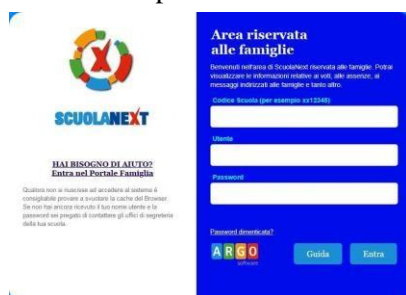 SCUOLANEXT
HAI BISOGNO DI AIUTO?
Entra nel Portale Famiglia
Qualora non si riuscisse ad accedere al sistema è
consigliabile provare a svuotare la cache del Browser.
Se non hai ancora ricevuto il tuo nome utente e la
password sei pregato di contattare gli uffici di segreteria
della tua scuola.
Area riservata
alle famiglie
Benvenuti nell'area di ScuolaNext riservata alle famiglie. Potrai
visualizzare le informazioni relative ai voti, alle assenze, ai
messaggi indirizzati alle famiglie e tanto altro.
Codice Scuola (per esempio xx12345)
Utente
Password
Password dimenticata?
ARGO
software
Guida
Entra